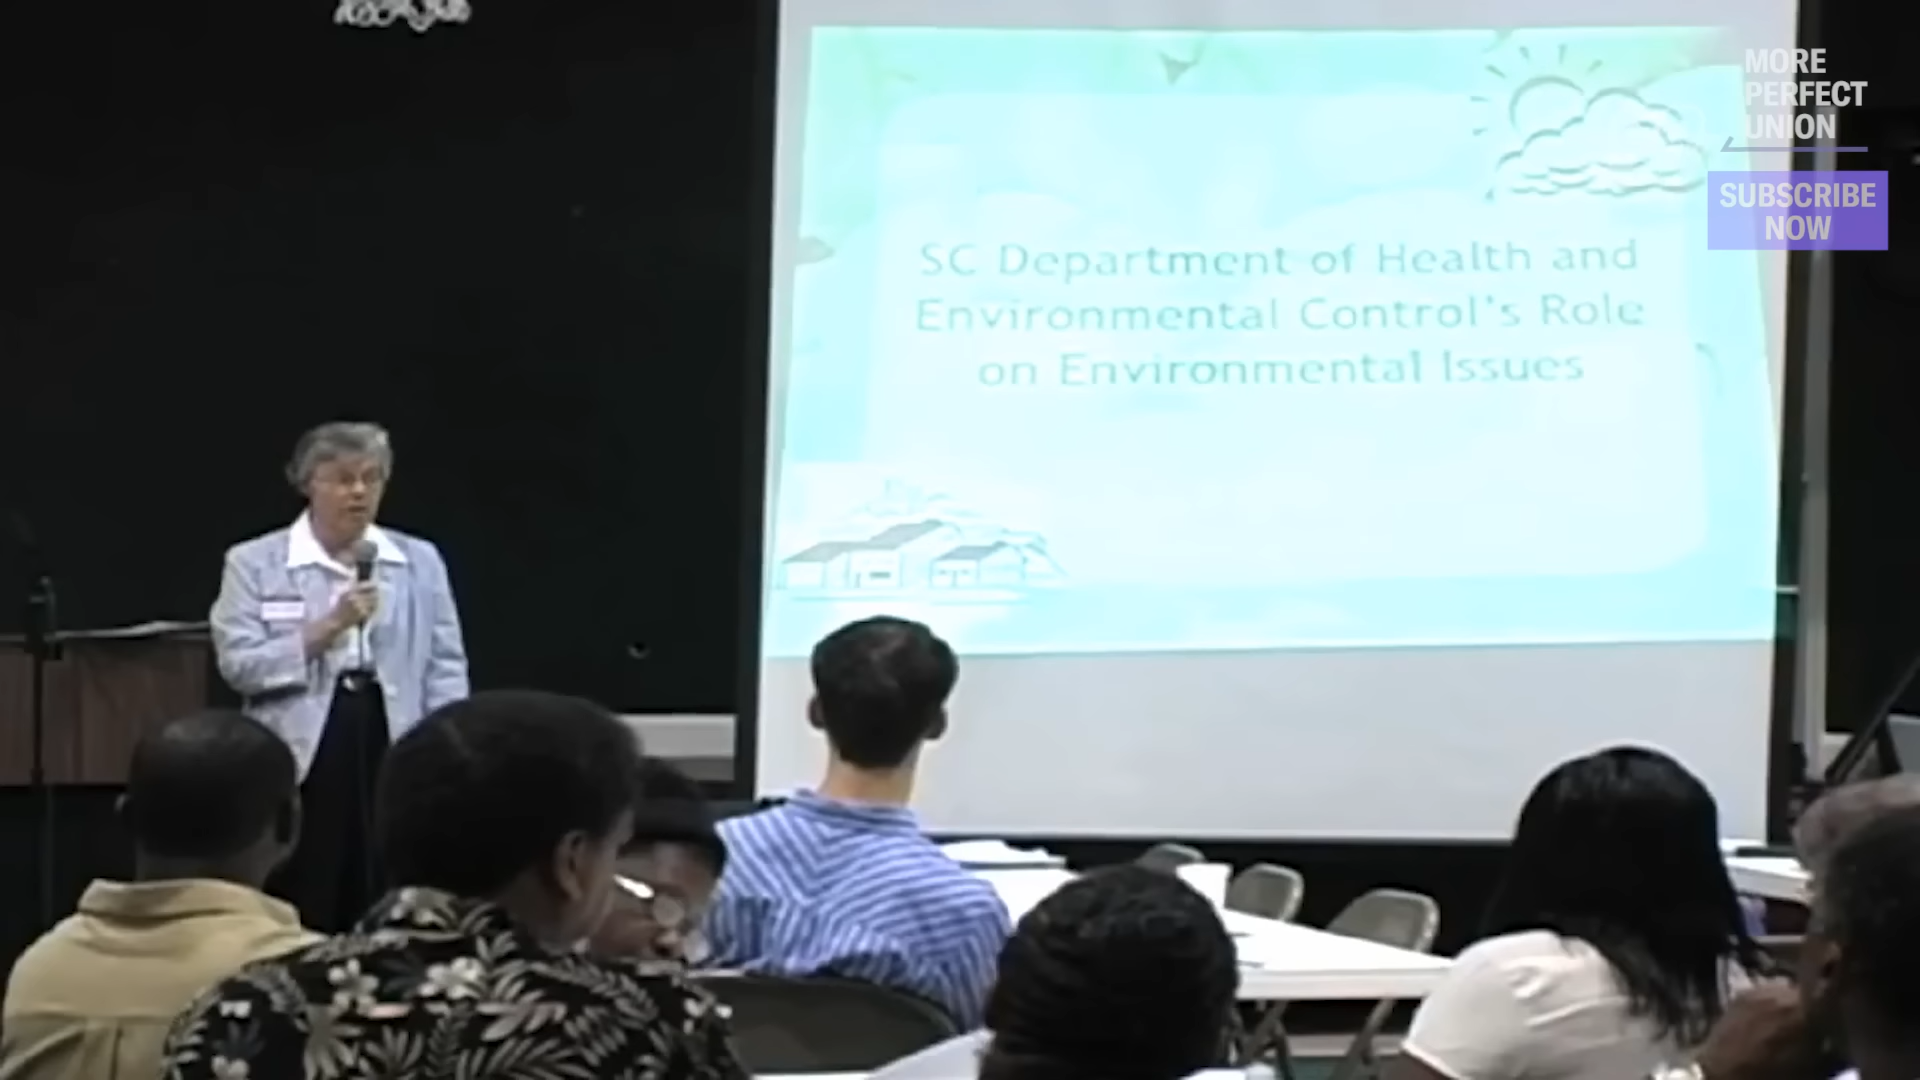 MORE
PERFECT
UNION
SUBSCRIBE
NOW
SC Department of Health and
Environmental Control's Role
on Environmental Issues